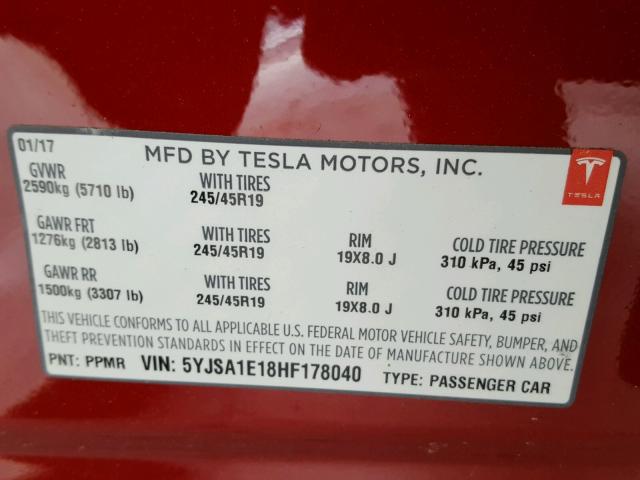 01/17
MFD BY TESLA MOTORS, INC.
TESLA
GVWR
2590kg (5710 lb)
WITH TIRES
245/45R19
GAWR FRT
1276kg (2813 lb)
WITH TIRES
245/45R19
RIM
19X8.0 J
COLD TIRE PRESSURE
310 kPa, 45 psi
GAWR RR
1500kg (3307 lb)
WITH TIRES
245/45R19
RIM
19X8.0 J
COLD TIRE PRESSURE
310 kPa, 45 psi
THIS VEHICLE CONFORMS TO ALL APPLICABLE U.S. FEDERAL MOTOR VEHICLE SAFETY, BUMPER, AND
THEFT PREVENTION STANDARDS IN EFFECT ON THE DATE OF MANUFACTURE SHOWN ABOVE.
PNT: PPMR VIN: 5YJSA1E18HF178040 TYPE: PASSENGER CAR